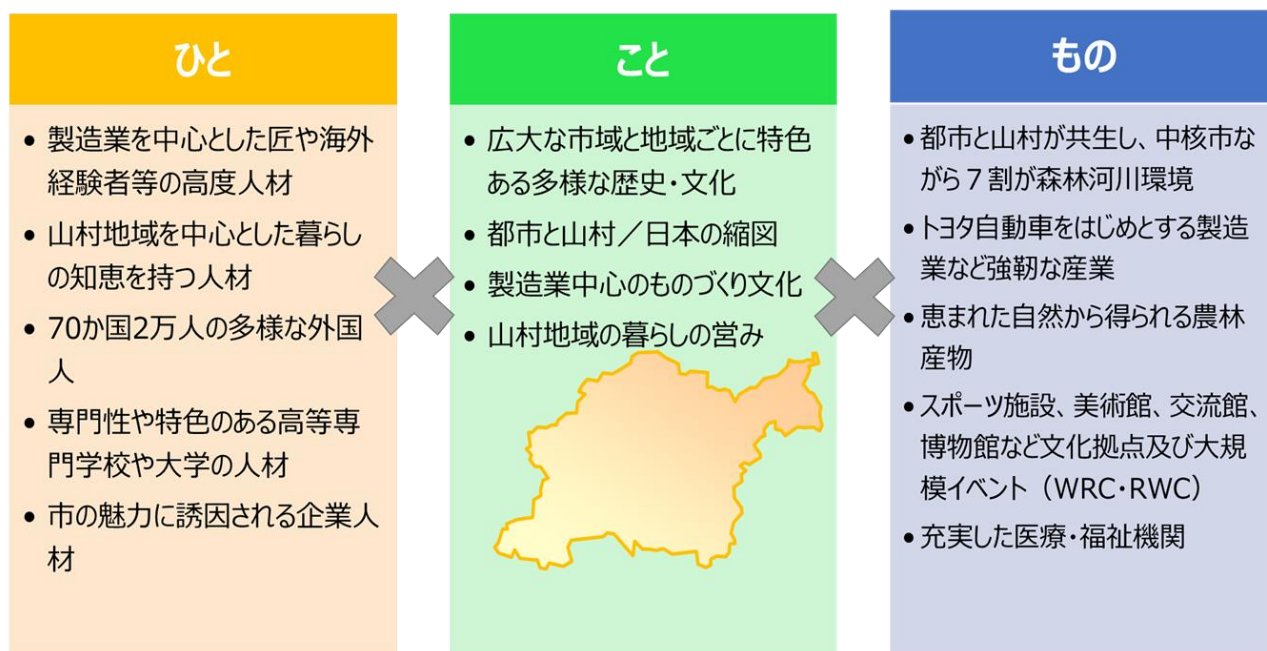 ひと
• 製造業を中心とした匠や海外
経験者等の高度人材
• 山村地域を中心とした暮らし
の知恵を持つ人材
• 70か国2万人の多様な外国
人
• 専門性や特色のある高等専
門学校や大学の人材
• 市の魅力に誘因される企業人
材
こと
• 広大な市域と地域ごとに特色
ある多様な歴史・文化
• 都市と山村／日本の縮図
• 製造業中心のものづくり文化
• 山村地域の暮らしの営み
もの
• 都市と山村が共生し、中核市な
がら７割が森林河川環境
• トヨタ自動車をはじめとする製造
業など強靭な産業
• 恵まれた自然から得られる農林
産物
• スポーツ施設、美術館、交流館、
博物館など文化拠点及び大規
模イベント（WRC・RWC）
• 充実した医療・福祉機関